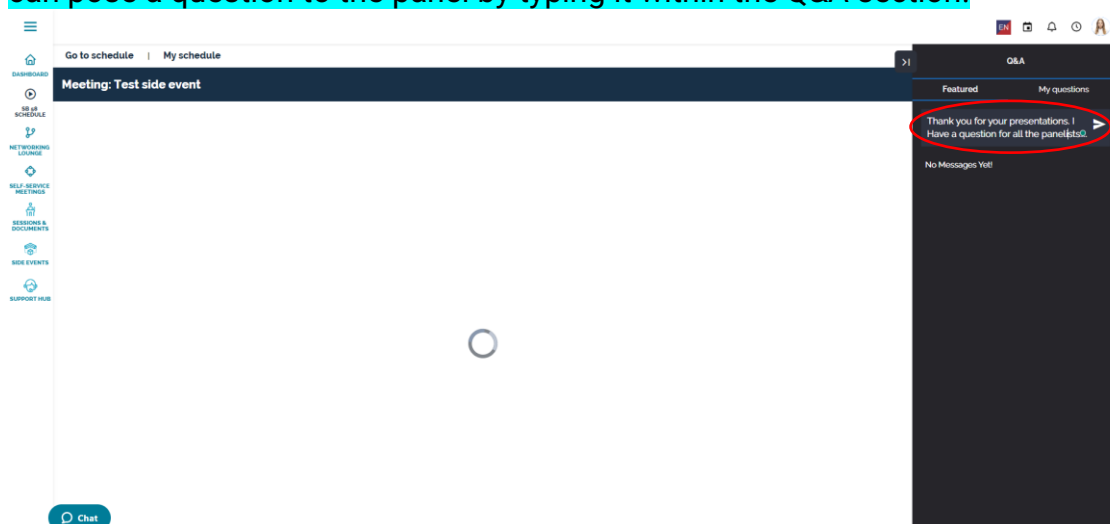 can pose a question to the panel by typing it within the Q&A section.
EN
Go to schedule | My schedule
Q&A
DASHBOARD
Meeting: Test side event
Featured
My questions
SB 58
SCHEDULE
Thank you for your presentations. I
Have a question for all the panelists.
NETWORKING
LOUNGE
No Messages Yet!
SELF-SERVICE
MEETINGS
SESSIONS &
DOCUMENTS
SIDE EVENTS
SUPPORT HUB
Chat